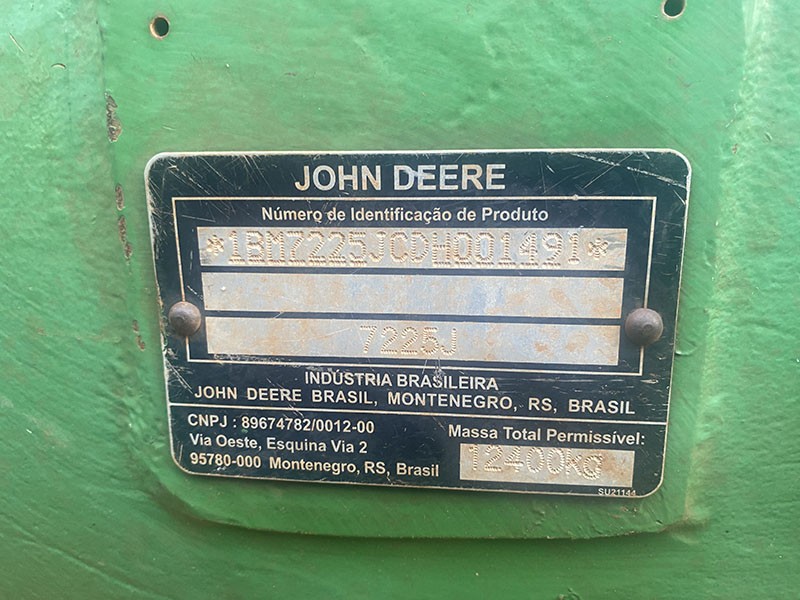 JOHN DEERE
Número de Identificação de Produto
*1BM7225JCDH001491*
7225J
INDÚSTRIA BRASILEIRA
JOHN DEERE BRASIL, MONTENEGRO, RS, BRASIL
CNPJ : 89674782/0012-00
Via Oeste, Esquina Via 2
95780-000 Montenegro, RS, Brasil
Massa Total Permissível:
12400KG
SU21144